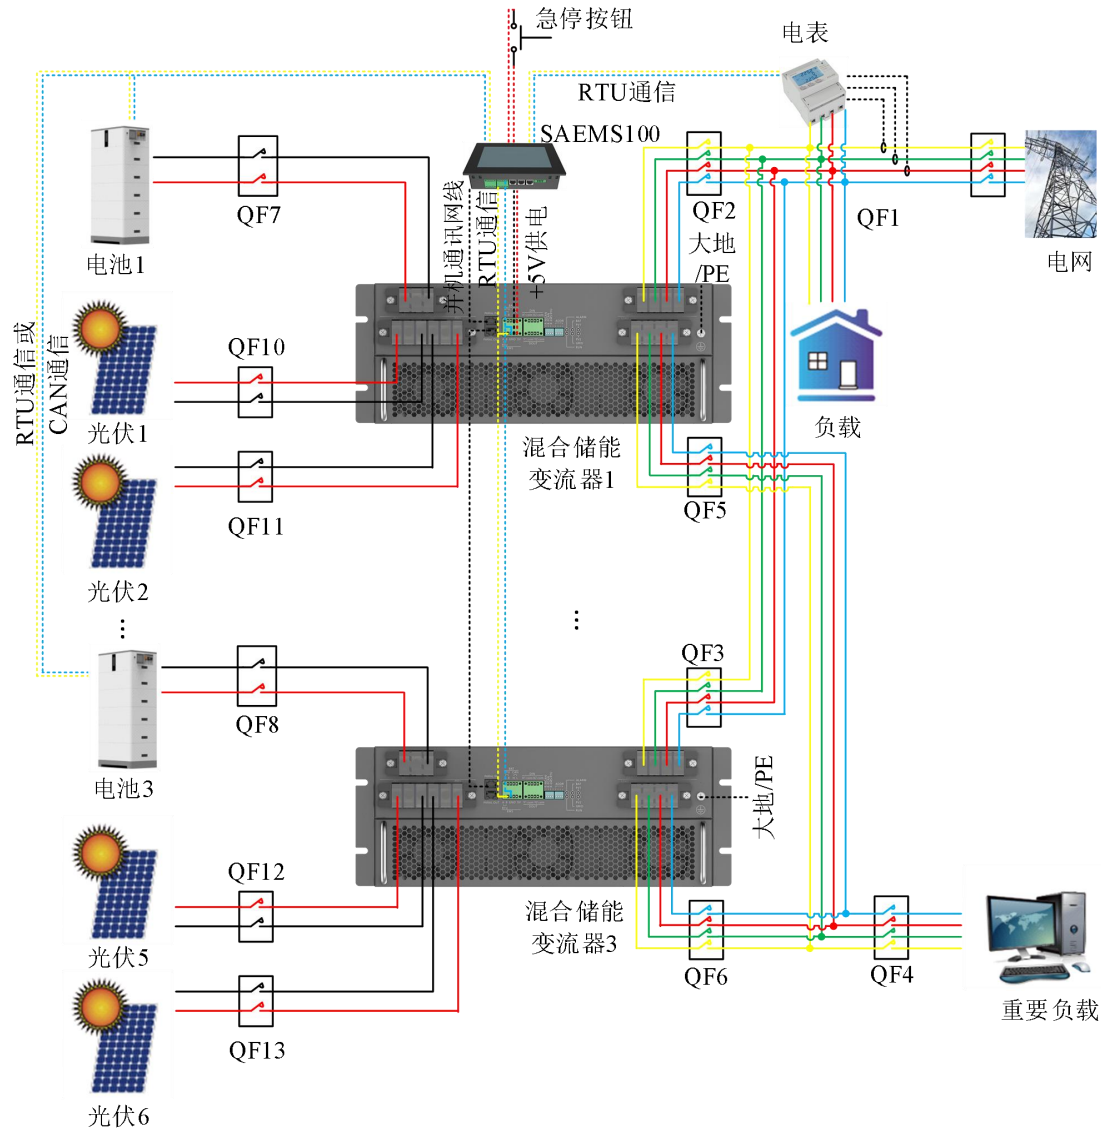 急停按钮
电表
RTU通信
SAEMS100
电池1
QF7
开机通讯网线
RTU通信
+5V供电
QF2
大地
/PE
QF1
电网
RTU通信或
CAN通信
QF10
光伏1
QF11
光伏2
混合储能
变流器1
QF5
负载
QF3
QF8
电池3
大地/PE
QF12
光伏5
QF13
光伏6
混合储能
变流器3
QF6
QF4
重要负载